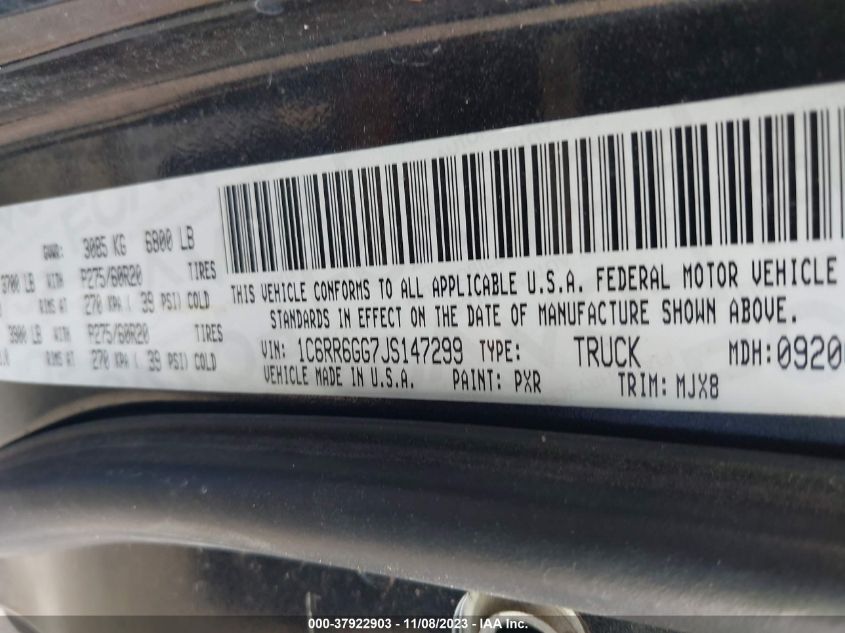 GVWR: 3085 KG 6800 LB
3700 LB WITH P275/60R20 TIRES
RIMS AT 270 KPA ( 39 PSI) COLD
3900 LB WITH P275/60R20 TIRES
RIMS AT 270 KPA ( 39 PSI) COLD
THIS VEHICLE CONFORMS TO ALL APPLICABLE U.S.A. FEDERAL MOTOR VEHICLE
STANDARDS IN EFFECT ON THE DATE OF MANUFACTURE SHOWN ABOVE.
VIN: 1C6RR6GG7JS147299 TYPE: TRUCK MDH: 0920
VEHICLE MADE IN U.S.A. PAINT: PXR TRIM: MJX8
© IAA - 37922903 - 11/08/2023 - © IAA Inc.